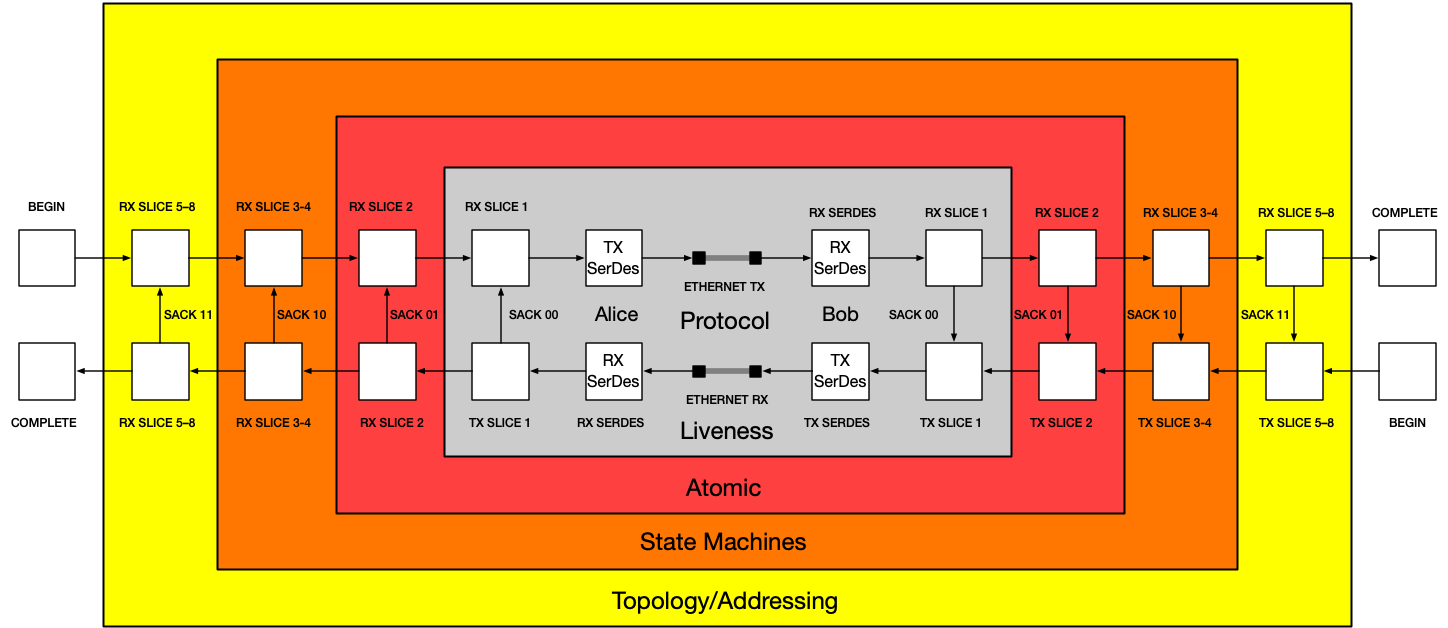 BEGIN
RX SLICE 5–8
RX SLICE 3-4
RX SLICE 2
RX SLICE 1
RX SERDES
RX SLICE 1
RX SLICE 2
RX SLICE 3-4
RX SLICE 5–8
COMPLETE
TX
SerDes
RX
SerDes
ETHERNET TX
SACK 11
SACK 10
SACK 01
SACK 00
Alice
Protocol
Bob
SACK 00
SACK 01
SACK 10
SACK 11
RX
SerDes
TX
SerDes
ETHERNET RX
COMPLETE
RX SLICE 5–8
RX SLICE 3-4
RX SLICE 2
TX SLICE 1
RX SERDES
Liveness
TX SERDES
TX SLICE 1
TX SLICE 2
TX SLICE 3-4
TX SLICE 5–8
BEGIN
Atomic
State Machines
Topology/Addressing